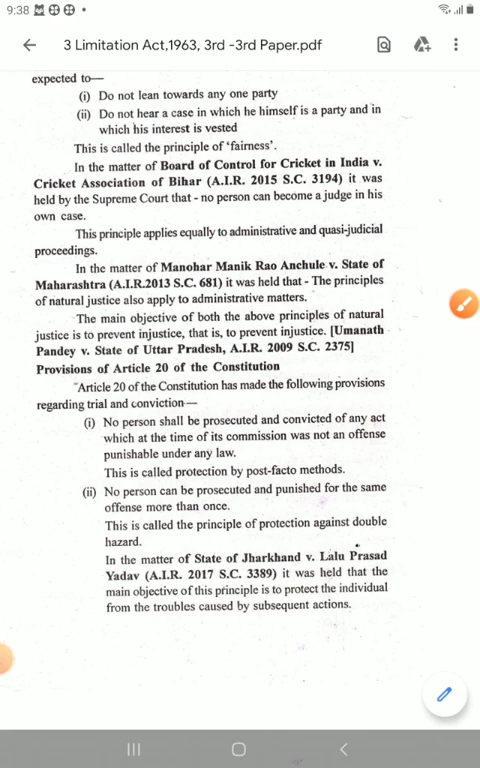 9:38
3 Limitation Act,1963, 3rd -3rd Paper.pdf
expected to—
(i) Do not lean towards any one party
(ii) Do not hear a case in which he himself is a party and in
which his interest is vested
This is called the principle of 'fairness'.
In the matter of Board of Control for Cricket in India v.
Cricket Association of Bihar (A.I.R. 2015 S.C. 3194) it was
held by the Supreme Court that - no person can become a judge in his
own case.
This principle applies equally to administrative and quasi-judicial
proceedings.
In the matter of Manohar Manik Rao Anchule v. State of
Maharashtra (A.I.R.2013 S.C. 681) it was held that - The principles
of natural justice also apply to administrative matters.
The main objective of both the above principles of natural
justice is to prevent injustice, that is, to prevent injustice. [Umanath
Pandey v. State of Uttar Pradesh, A.I.R. 2009 S.C. 2375]
Provisions of Article 20 of the Constitution
"Article 20 of the Constitution has made the following provisions
regarding trial and conviction—
(i) No person shall be prosecuted and convicted of any act
which at the time of its commission was not an offense
punishable under any law.
This is called protection by post-facto methods.
(ii) No person can be prosecuted and punished for the same
offense more than once.
This is called the principle of protection against double
hazard.
In the matter of State of Jharkhand v. Lalu Prasad
Yadav (A.I.R. 2017 S.C. 3389) it was held that the
main objective of this principle is to protect the individual
from the troubles caused by subsequent actions.